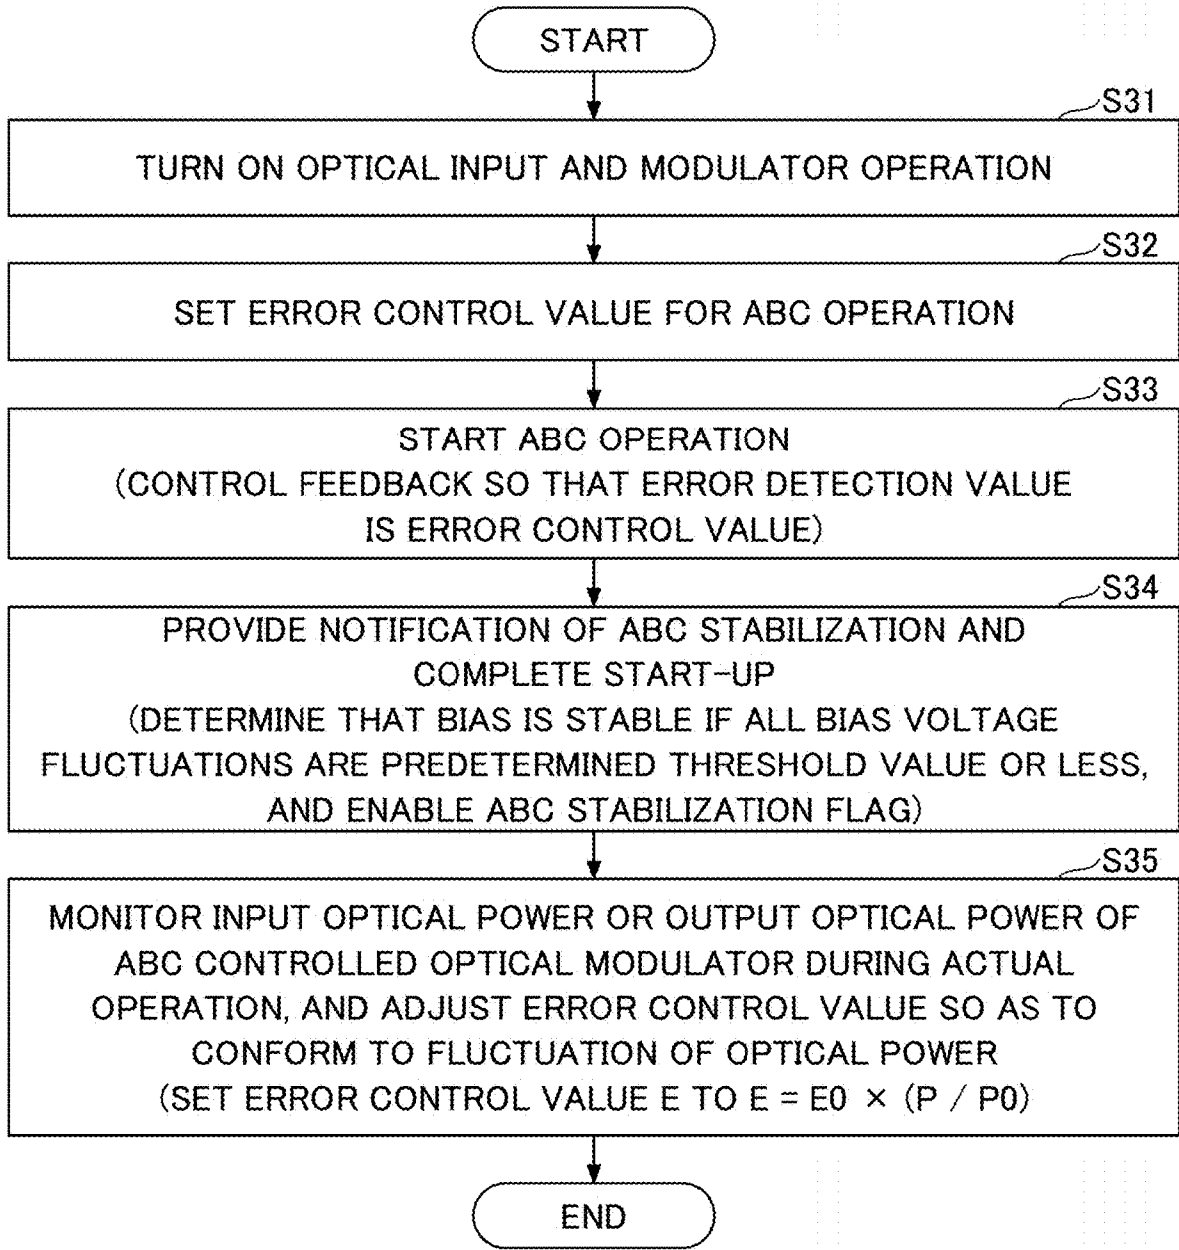 START
S31
TURN ON OPTICAL INPUT AND MODULATOR OPERATION
S32
SET ERROR CONTROL VALUE FOR ABC OPERATION
S33
START ABC OPERATION
(CONTROL FEEDBACK SO THAT ERROR DETECTION VALUE
IS ERROR CONTROL VALUE)
S34
PROVIDE NOTIFICATION OF ABC STABILIZATION AND
COMPLETE START-UP
(DETERMINE THAT BIAS IS STABLE IF ALL BIAS VOLTAGE
FLUCTUATIONS ARE PREDETERMINED THRESHOLD VALUE OR LESS,
AND ENABLE ABC STABILIZATION FLAG)
S35
MONITOR INPUT OPTICAL POWER OR OUTPUT OPTICAL POWER OF
ABC CONTROLLED OPTICAL MODULATOR DURING ACTUAL
OPERATION, AND ADJUST ERROR CONTROL VALUE SO AS TO
CONFORM TO FLUCTUATION OF OPTICAL POWER
(SET ERROR CONTROL VALUE E TO E = E0 × (P / P0)
END